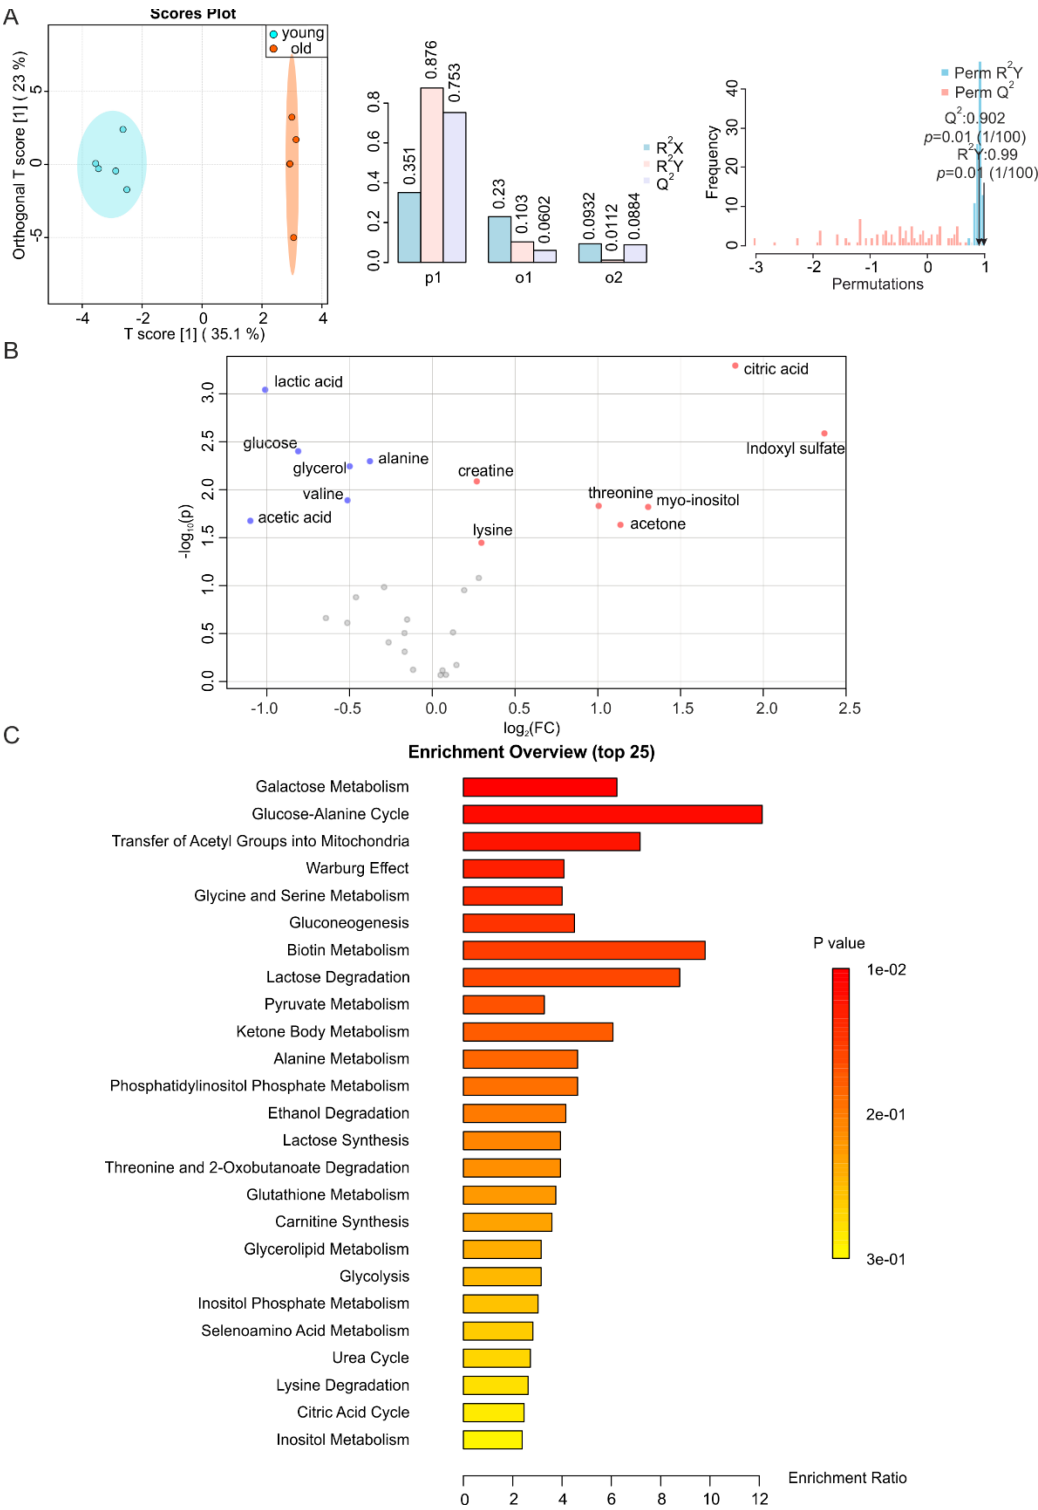 A
Scores Plot
young
old
Orthogonal T score [1] ( 23 %)
5
0
-5
-4
-2
0
2
4
T score [1] ( 35.1 %)
0.0
0.2
0.4
0.6
0.8
0.351
0.876
0.753
0.23
0.103
0.0602
0.0932
0.0112
0.0884
p1
o1
o2
R²X
R²Y
Q²
Perm R²Y
Perm Q²
Q²:0.902
p=0.01 (1/100)
R²Y:0.99
p=0.01 (1/100)
Frequency
0
10
20
30
40
-3
-2
-1
0
1
Permutations
B
-log₁₀(p)
0.0
0.5
1.0
1.5
2.0
2.5
3.0
lactic acid
citric acid
glucose
Indoxyl sulfate
glycerol
alanine
creatine
valine
threonine
myo-inositol
acetic acid
acetone
lysine
-1.0
-0.5
0.0
0.5
1.0
1.5
2.0
2.5
log₂(FC)
C
Enrichment Overview (top 25)
Galactose Metabolism
Glucose-Alanine Cycle
Transfer of Acetyl Groups into Mitochondria
Warburg Effect
Glycine and Serine Metabolism
Gluconeogenesis
Biotin Metabolism
Lactose Degradation
Pyruvate Metabolism
Ketone Body Metabolism
Alanine Metabolism
Phosphatidylinositol Phosphate Metabolism
Ethanol Degradation
Lactose Synthesis
Threonine and 2-Oxobutanoate Degradation
Glutathione Metabolism
Carnitine Synthesis
Glycerolipid Metabolism
Glycolysis
Inositol Phosphate Metabolism
Selenoamino Acid Metabolism
Urea Cycle
Lysine Degradation
Citric Acid Cycle
Inositol Metabolism
P value
1e-02
2e-01
3e-01
0
2
4
6
8
10
12
Enrichment Ratio